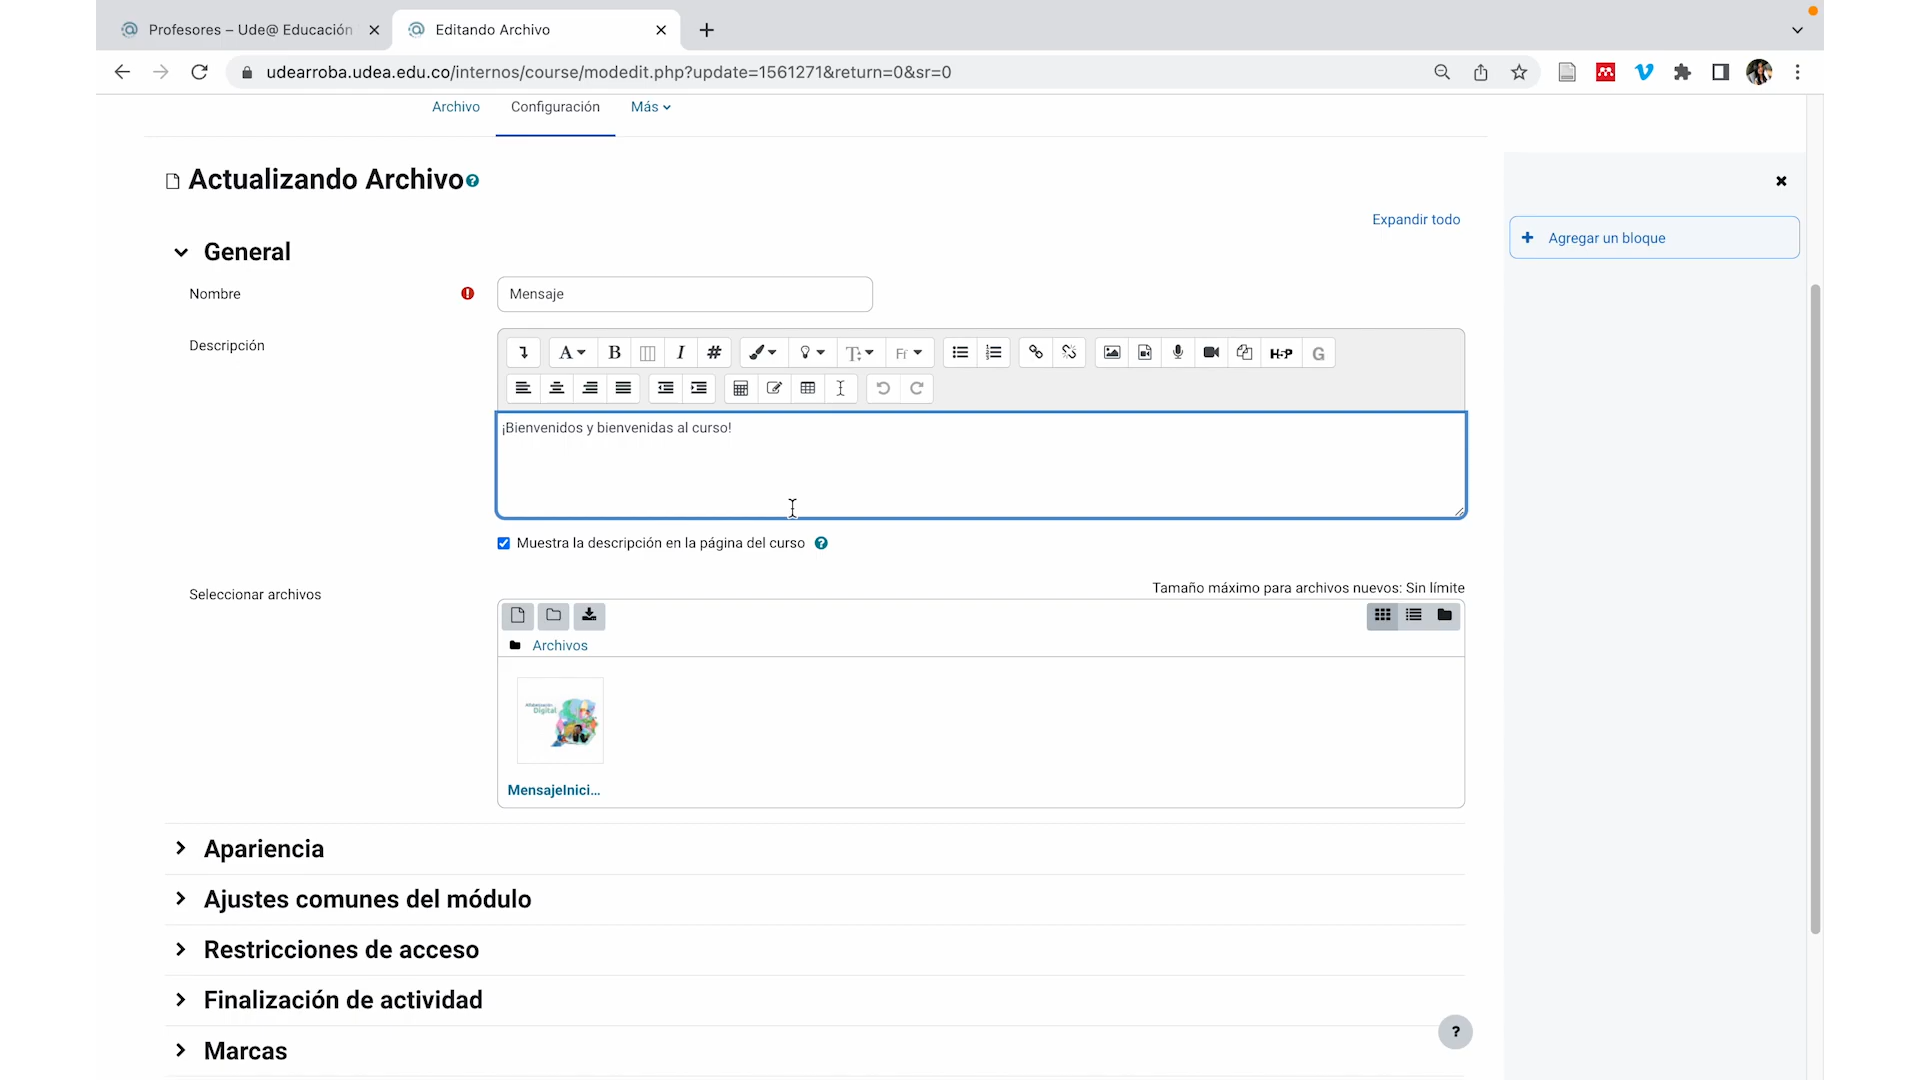 Profesores – Ude@ Educación
Editando Archivo
udearroba.udea.edu.co/internos/course/modedit.php?update=1561271&return=0&sr=0
Archivo
Configuración
Más
Actualizando Archivo
Expandir todo
Agregar un bloque
General
Nombre
Mensaje
Descripción
A B I # T Ff H-P G
¡Bienvenidos y bienvenidas al curso!
Muestra la descripción en la página del curso
Seleccionar archivos
Tamaño máximo para archivos nuevos: Sin límite
Archivos
Alfabetización
Digital
MensajeInici...
Apariencia
Ajustes comunes del módulo
Restricciones de acceso
Finalización de actividad
?
Marcas